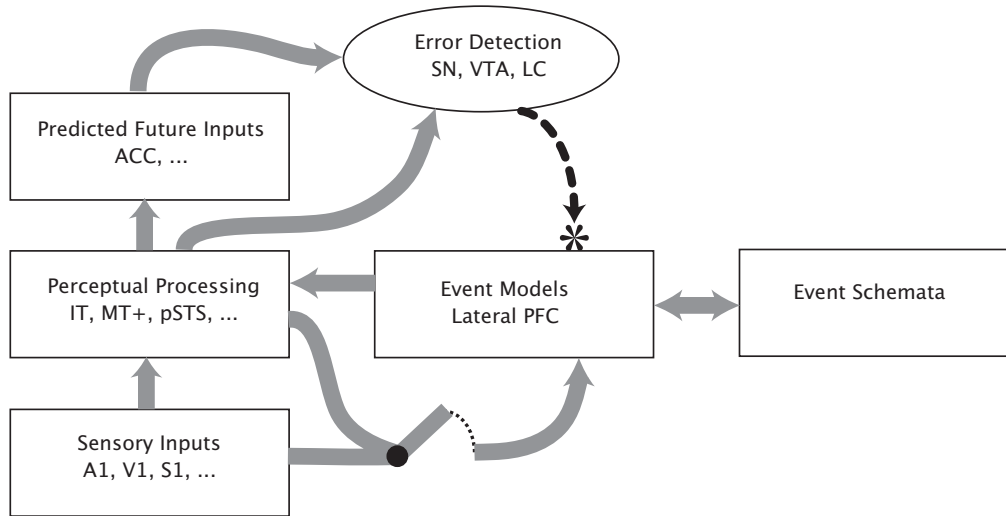 Error Detection
SN, VTA, LC
Predicted Future Inputs
ACC, ...
Perceptual Processing
IT, MT+, pSTS, ...
Event Models
Lateral PFC
Event Schemata
Sensory Inputs
A1, V1, S1, ...